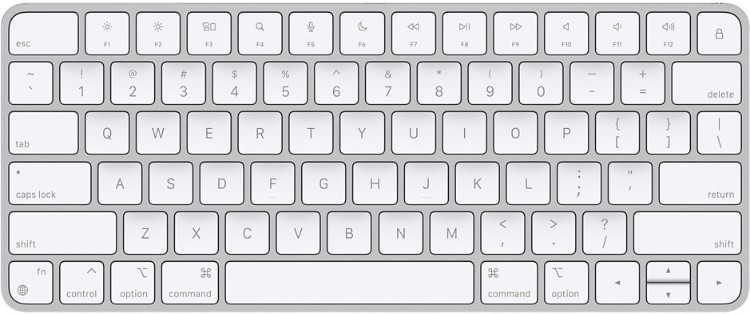 esc F1 F2 F3 F4 F5 F6 F7 F8 F9 F10 F11 F12
~ ! @ # $ % ^ & * ( ) — +
` 1 2 3 4 5 6 7 8 9 0 - = delete
tab Q W E R T Y U I O P { [ } ] | \
caps lock A S D F G H J K L : ; " ' return
shift Z X C V B N M < , > . ? / shift
fn control option command command option